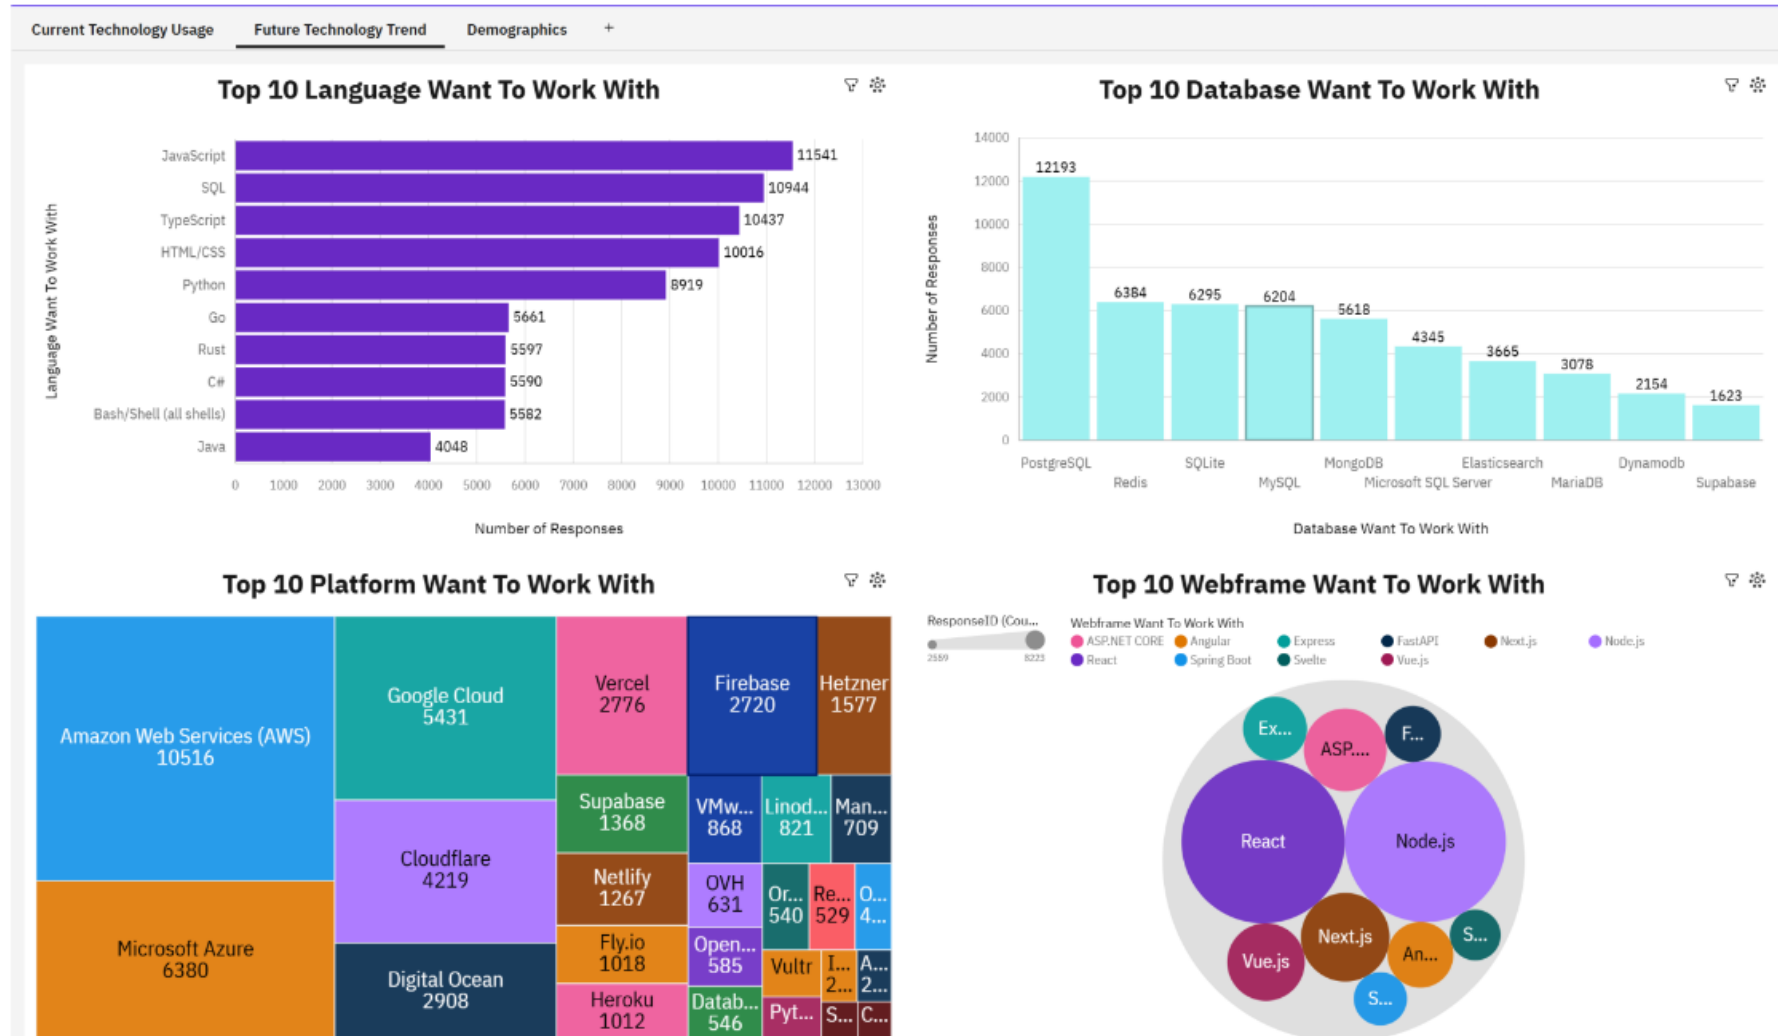 Current Technology Usage
Future Technology Trend
Demographics
+
Top 10 Language Want To Work With
Language Want To Work With
JavaScript 11541
SQL 10944
TypeScript 10437
HTML/CSS 10016
Python 8919
Go 5661
Rust 5597
C# 5590
Bash/Shell (all shells) 5582
Java 4048
0 1000 2000 3000 4000 5000 6000 7000 8000 9000 10000 11000 12000 13000
Number of Responses
Top 10 Database Want To Work With
Number of Responses
14000
12000
10000
8000
6000
4000
2000
0
12193
6384
6295
6204
5618
4345
3665
3078
2154
1623
PostgreSQL
Redis
SQLite
MySQL
MongoDB
Microsoft SQL Server
Elasticsearch
MariaDB
Dynamodb
Supabase
Database Want To Work With
Top 10 Platform Want To Work With
Amazon Web Services (AWS)
10516
Microsoft Azure
6380
Google Cloud
5431
Cloudflare
4219
Digital Ocean
2908
Vercel
2776
Firebase
2720
Hetzner
1577
Supabase
1368
Netlify
1267
Fly.io
1018
Heroku
1012
VMw...
868
Linod...
821
Man...
709
OVH
631
Open...
585
Datab...
546
Or...
540
Re...
529
O...
4...
Vultr
Pyt...
I...
2...
A...
2...
S...
C...
Top 10 Webframe Want To Work With
ResponseID (Cou...
2559 8223
Webframe Want To Work With
ASP.NET CORE
Angular
Express
FastAPI
Next.js
Node.js
React
Spring Boot
Svelte
Vue.js
Ex...
ASP....
F...
React
Node.js
Next.js
Vue.js
An...
S...
S...